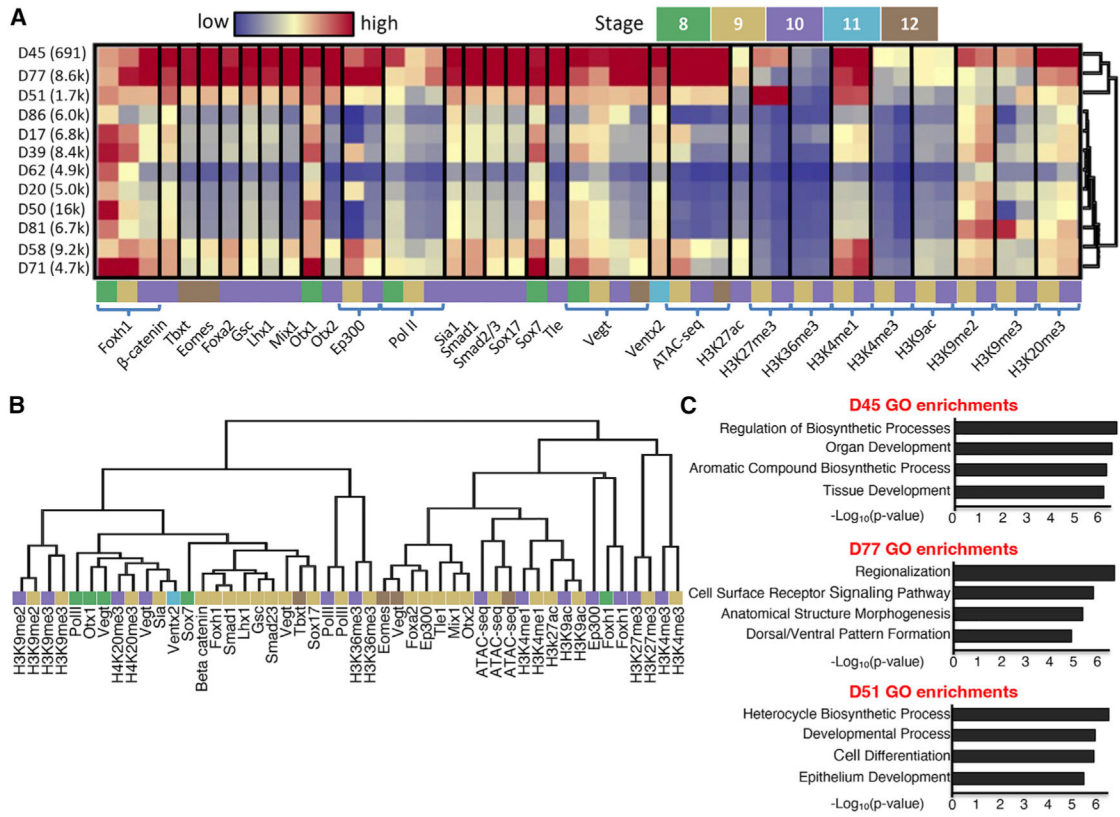 A
low
high
Stage
8
9
10
11
12
D45 (691)
D77 (8.6k)
D51 (1.7k)
D86 (6.0k)
D17 (6.8k)
D39 (8.4k)
D62 (4.9k)
D20 (5.0k)
D50 (16k)
D81 (6.7k)
D58 (9.2k)
D71 (4.7k)
Foxh1
β-catenin
Tbxt
Eomes
Foxa2
Gsc
Lhx1
Mix1
Otx1
Otx2
Ep300
Pol II
Sia1
Smad1
Smad2/3
Sox17
Sox7
Tle
Vegt
Ventx2
ATAC-seq
H3K27ac
H3K27me3
H3K36me3
H3K4me1
H3K4me3
H3K9ac
H3K9me2
H3K9me3
H3K20me3
B
H3K9me2
H3K9me2
H3K9me3
H3K9me3
PolII
Otx1
Vegt
H4K20me3
H4K20me3
Vegt
Sia
Ventx2
Sox7
Beta catenin
Foxh1
Smad1
Lhx1
Gsc
Smad23
Vegt
Tbxt
Sox17
PolII
PolII
H3K36me3
H3K36me3
Eomes
Vegt
Foxa2
Ep300
Tle1
Mix1
Otx2
ATAC-seq
ATAC-seq
ATAC-seq
H3K4me1
H3K4me1
H3K27ac
H3K9ac
H3K9ac
Ep300
Foxh1
Foxh1
H3K27me3
H3K27me3
H3K4me3
H3K4me3
C
D45 GO enrichments
Regulation of Biosynthetic Processes
Organ Development
Aromatic Compound Biosynthetic Process
Tissue Development
-Log₁₀(p-value) 0 1 2 3 4 5 6
D77 GO enrichments
Regionalization
Cell Surface Receptor Signaling Pathway
Anatomical Structure Morphogenesis
Dorsal/Ventral Pattern Formation
-Log₁₀(p-value) 0 1 2 3 4 5 6
D51 GO enrichments
Heterocycle Biosynthetic Process
Developmental Process
Cell Differentiation
Epithelium Development
-Log₁₀(p-value) 0 1 2 3 4 5 6